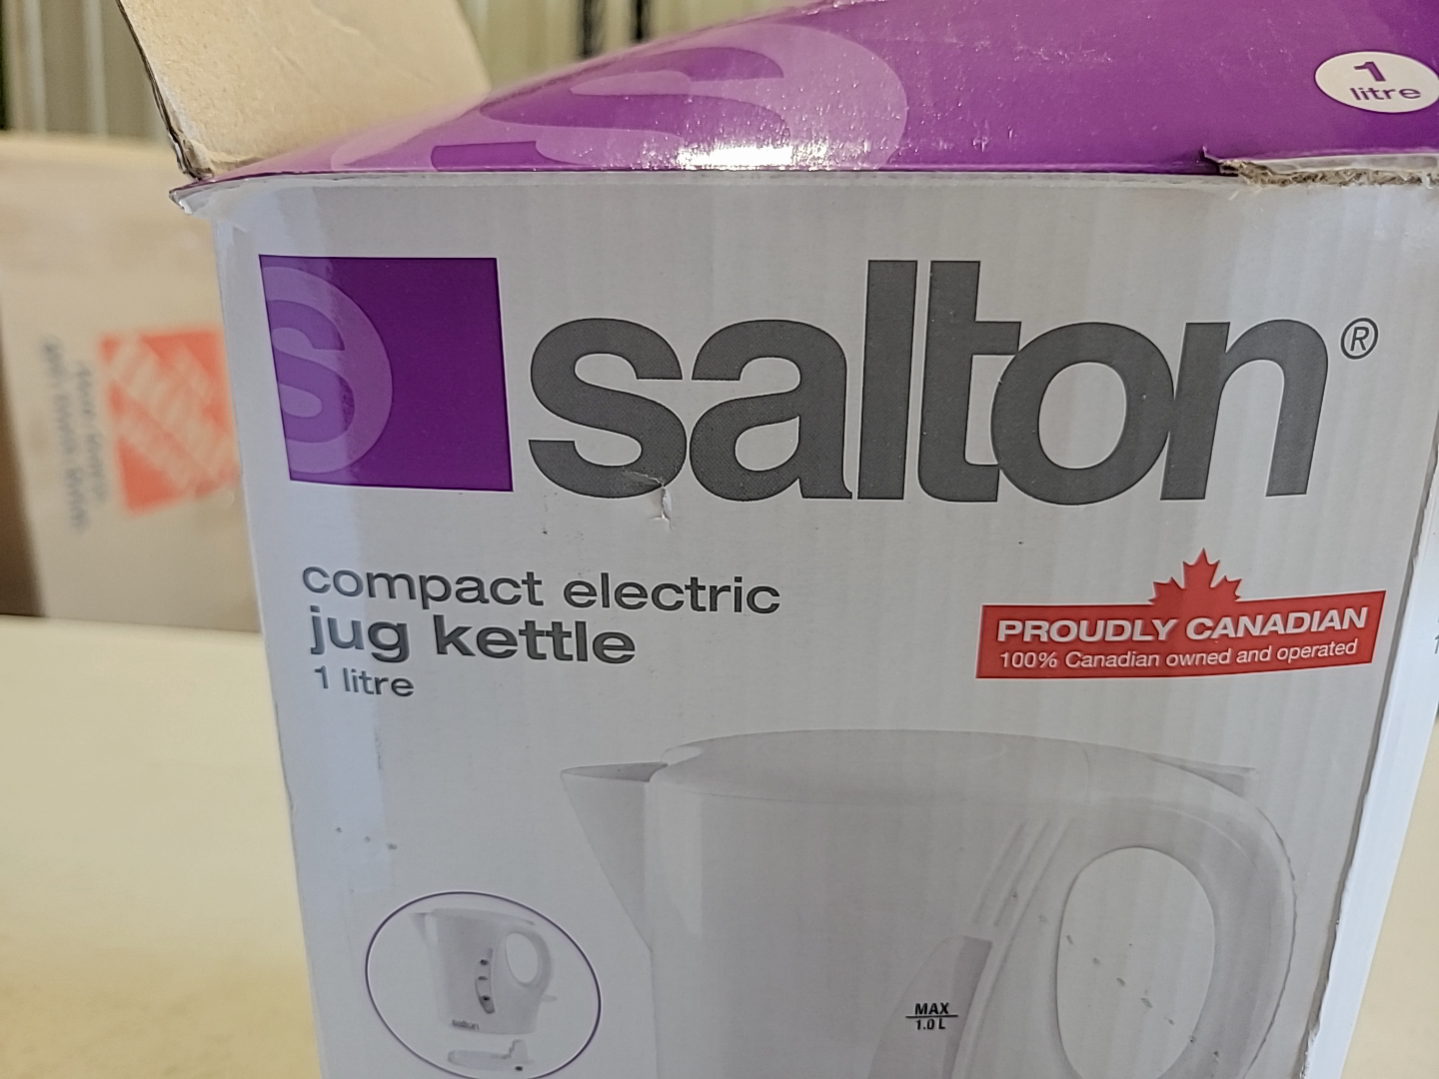 1
litre
salton®
compact electric
jug kettle
1 litre
PROUDLY CANADIAN
100% Canadian owned and operated
MAX
1.0 L
salton